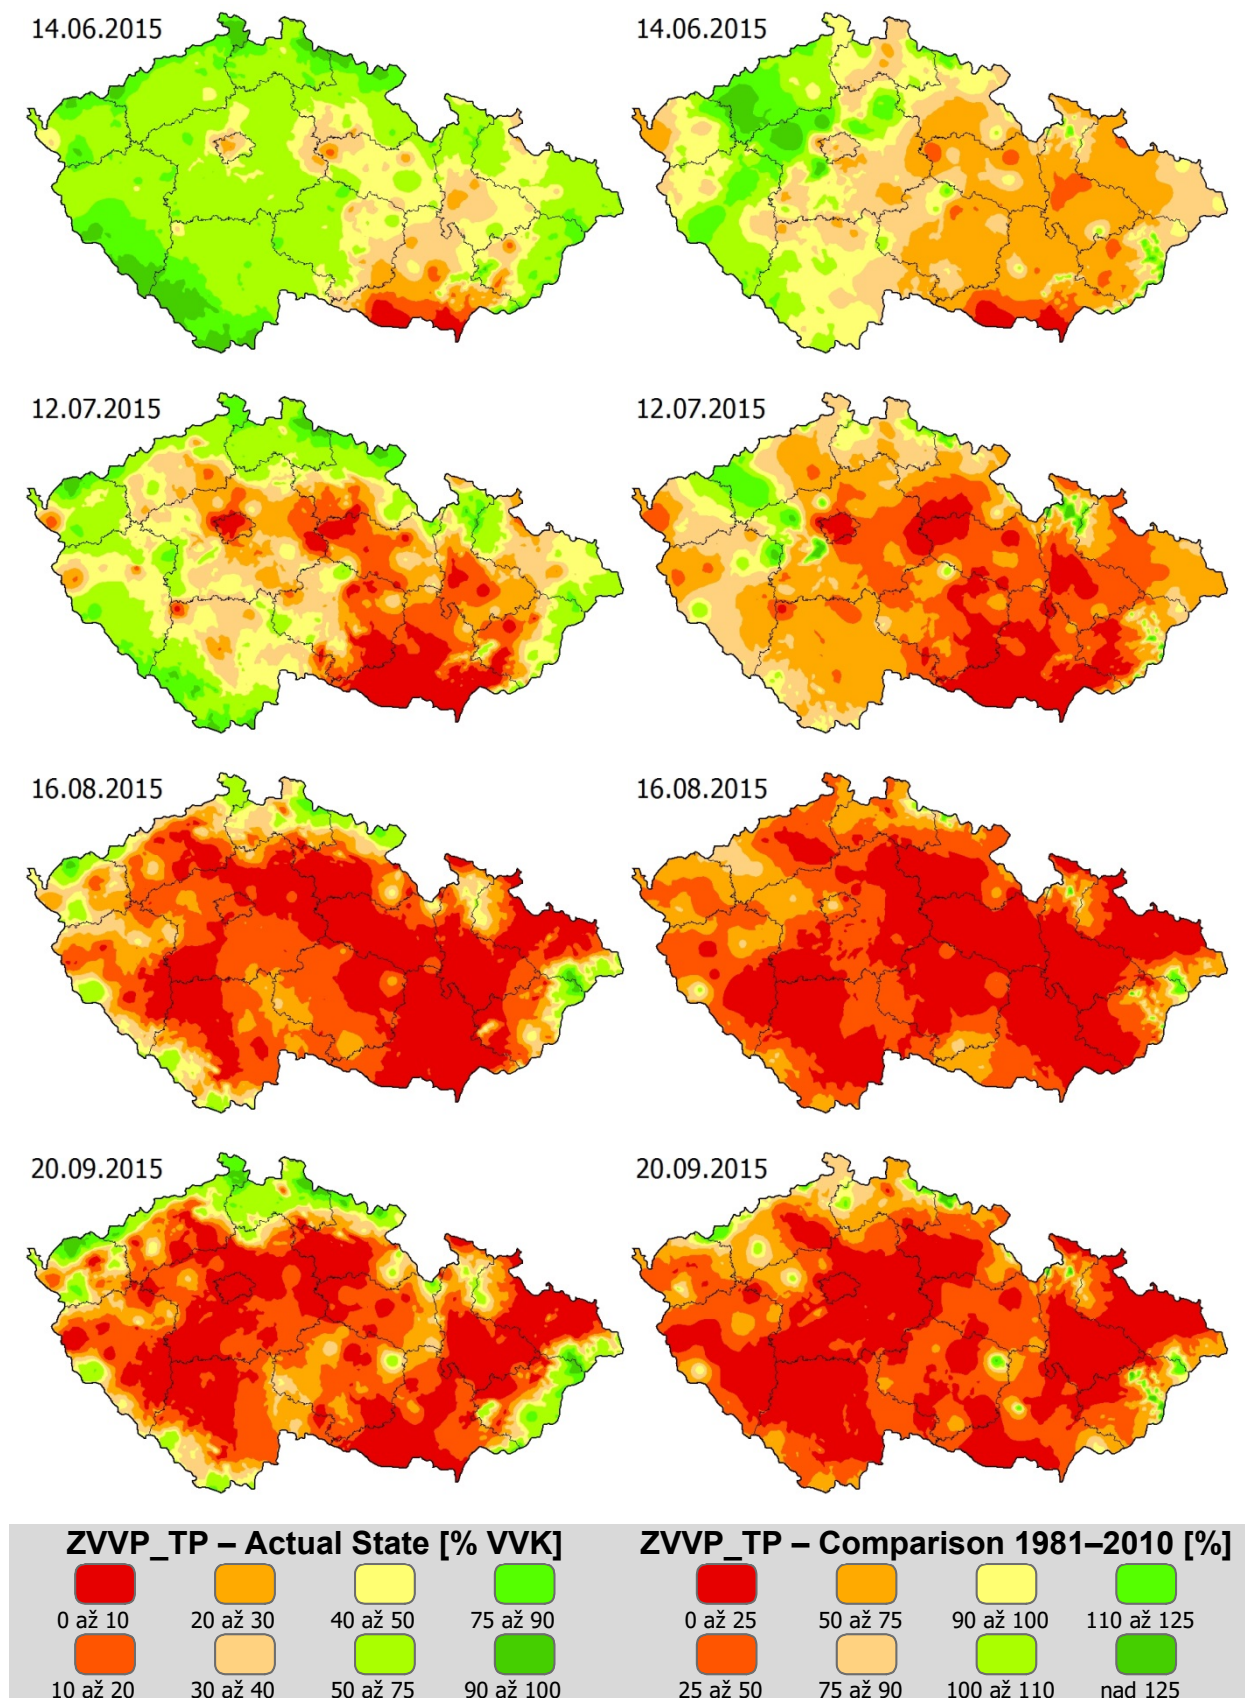 14.06.2015
14.06.2015
12.07.2015
12.07.2015
16.08.2015
16.08.2015
20.09.2015
20.09.2015
ZVVP_TP – Actual State [% VVK]
0 až 10
20 až 30
40 až 50
75 až 90
10 až 20
30 až 40
50 až 75
90 až 100
ZVVP_TP – Comparison 1981–2010 [%]
0 až 25
50 až 75
90 až 100
110 až 125
25 až 50
75 až 90
100 až 110
nad 125